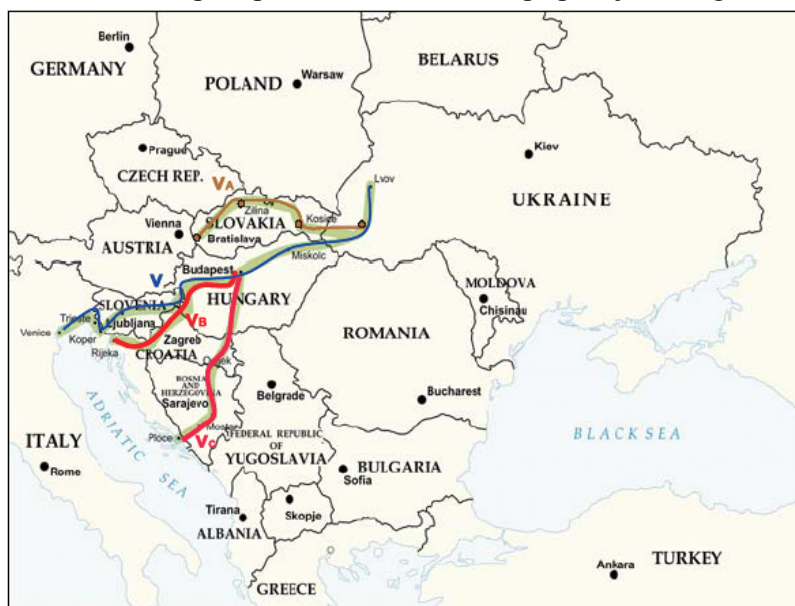 Berlin
GERMANY
POLAND
Warsaw
BELARUS
Prague
CZECH REP.
Kiev
UKRAINE
Lvov
VA
Zilina
SLOVAKIA
Kosice
Vienna
Bratislava
AUSTRIA
Miskolc
Budapest
V
HUNGARY
MOLDOVA
Chisinau
SLOVENIA
Trieste
Ljubljana
Venice
Koper
VB
Rijeka
Zagreb
CROATIA
ROMANIA
BOSNIA
AND
HERZEGOVINA
Sarajevo
Belgrade
Bucharest
ADRIATIC SEA
Ploce
VC
FEDERAL REPUBLIC
OF
YUGOSLAVIA
BLACK SEA
ITALY
Rome
BULGARIA
Sofia
Tirana
Skopje
ALBANIA
GREECE
Ankara
TURKEY